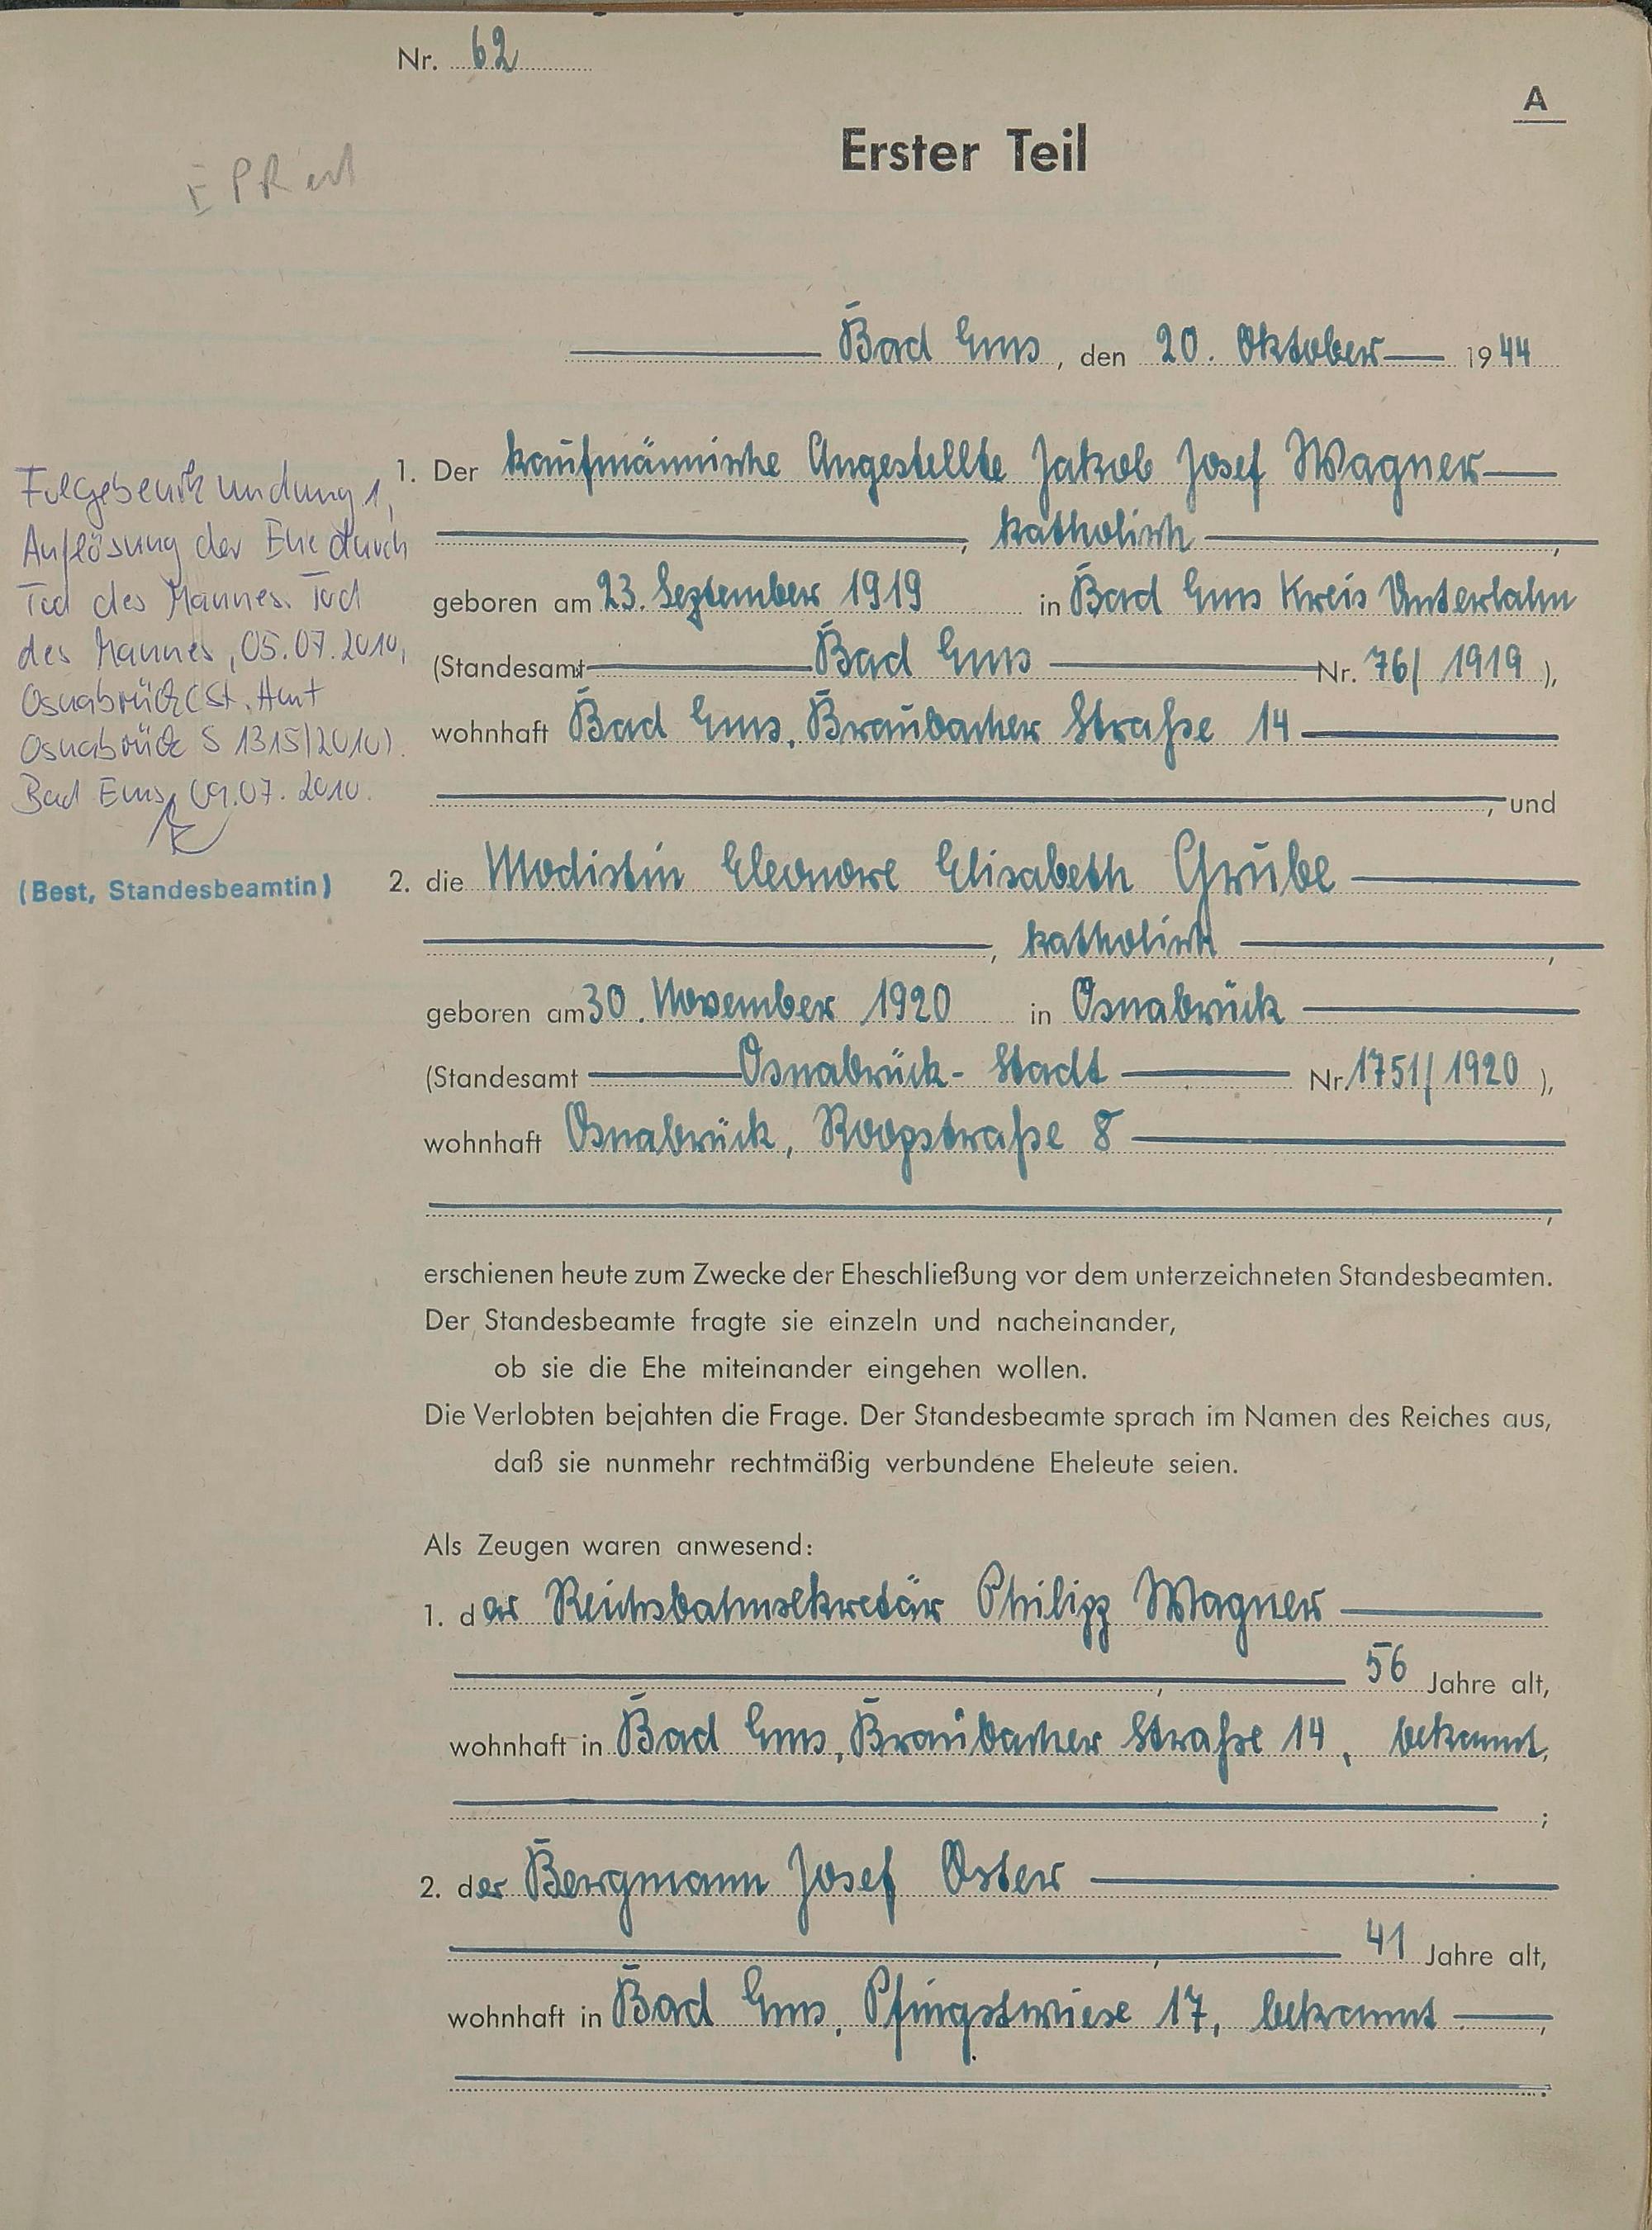 Nr. 62
A
Erster Teil
Bad Ems, den 20. Oktober 1944
1. Der kaufmännische Angestellte Jakob Josef Wagner
, katholisch ,
geboren am 23. September 1919 in Bad Ems Kreis Unterlahn
(Standesamt Bad Ems Nr. 76/1919 ),
wohnhaft Bad Ems, Braubacher Straße 14
, und
2. die Modistin Eleonore Elisabeth Grübe
, katholisch ,
geboren am 30. November 1920 in Osnabrück
(Standesamt Osnabrück-Stadt Nr. 1751/1920 ),
wohnhaft Osnabrück, Roopstraße 8
,
erschienen heute zum Zwecke der Eheschließung vor dem unterzeichneten Standesbeamten.
Der Standesbeamte fragte sie einzeln und nacheinander,
ob sie die Ehe miteinander eingehen wollen.
Die Verlobten bejahten die Frage. Der Standesbeamte sprach im Namen des Reiches aus,
daß sie nunmehr rechtmäßig verbundene Eheleute seien.
Als Zeugen waren anwesend:
1. der Reichsbahnsekretär Philipp Wagner
, 56 Jahre alt,
wohnhaft in Bad Ems, Braubacher Straße 14, bekannt,
;
2. der Bergmann Josef Oster
, 41 Jahre alt,
wohnhaft in Bad Ems, Pfingstwiese 17, bekannt ,
.
Folgebeurkundung 1,
Auflösung der Ehe durch
Tod des Mannes. Tod
des Mannes, 05.07.2010,
Osnabrück (St. Amt
Osnabrück S 1315/2010).
Bad Ems, 09.07.2010.
(Best, Standesbeamtin)